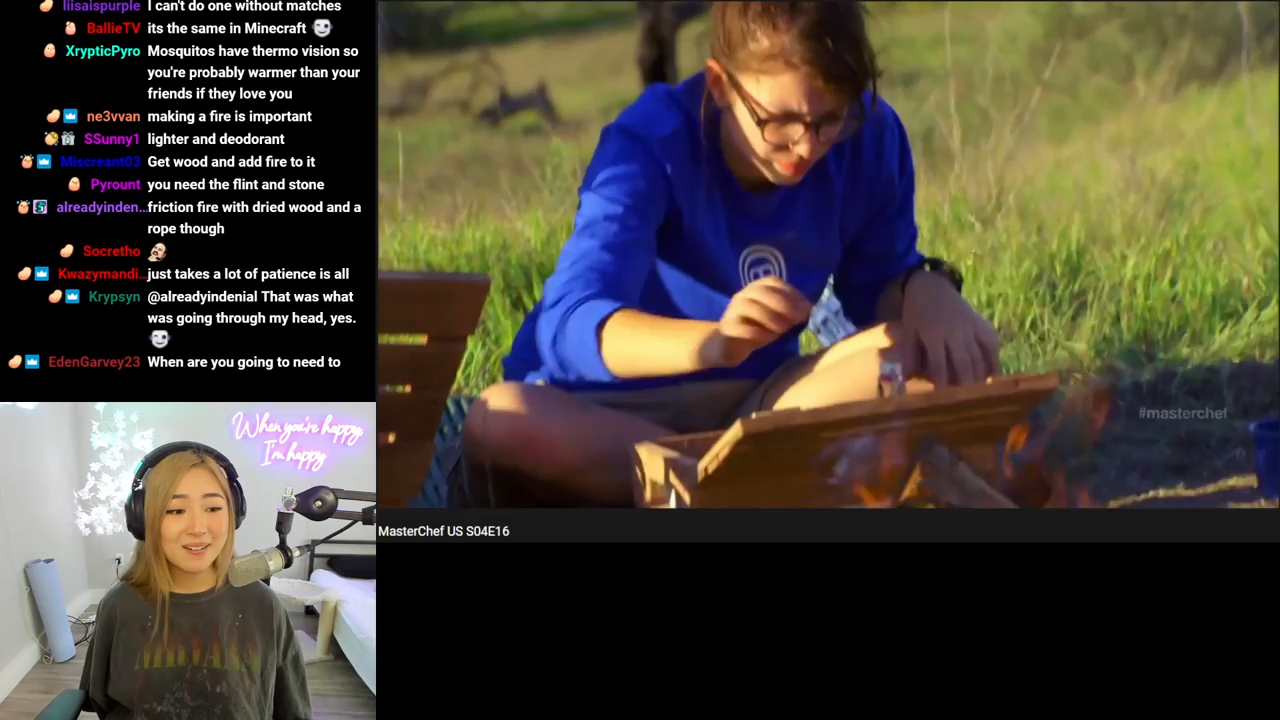 liisaispurple I can't do one without matches
BallieTV its the same in Minecraft
XrypticPyro Mosquitos have thermo vision so
you're probably warmer than your
friends if they love you
ne3vvan making a fire is important
SSunny1 lighter and deodorant
Miscreant03 Get wood and add fire to it
Pyrount you need the flint and stone
alreadyinden… friction fire with dried wood and a
rope though
Socretho
Kwazymandi… just takes a lot of patience is all
Krypsyn @alreadyindenial That was what
was going through my head, yes.
EdenGarvey23 When are you going to need to
#masterchef
MasterChef US S04E16
When you're happy
I'm happy
NIRVANA